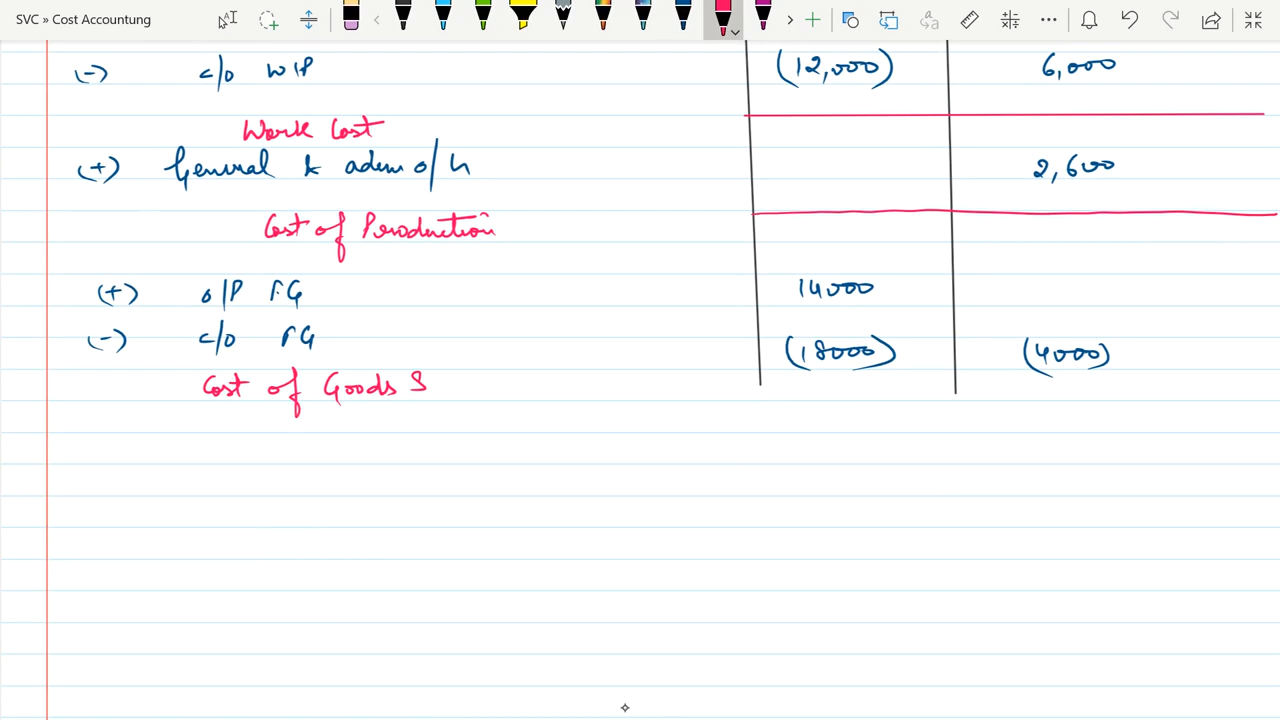 SVC » Cost Accountung
(-) c/o WIP (12,000) 6,000
Work Cost
(+) General & adm o/h 2,600
Cost of Production
(+) o/P FG 14000
(-) c/o FG (18000) (4000)
Cost of Goods S